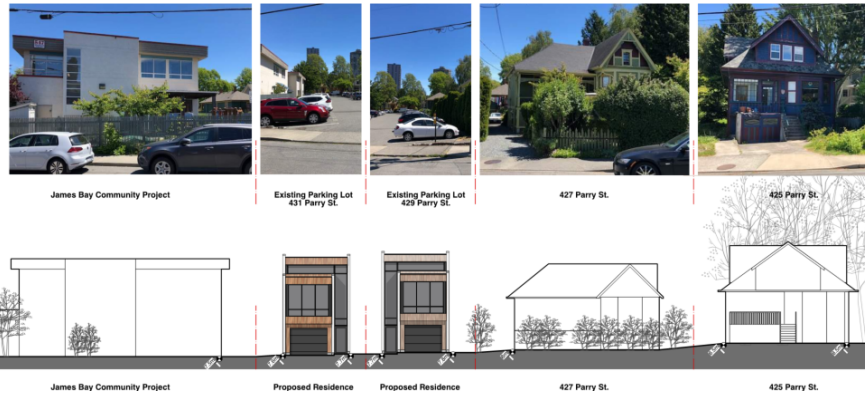 James Bay Community Project
Existing Parking Lot
431 Parry St.
Existing Parking Lot
429 Parry St.
427 Parry St.
425 Parry St.
James Bay Community Project
Proposed Residence
Proposed Residence
427 Parry St.
425 Parry St.